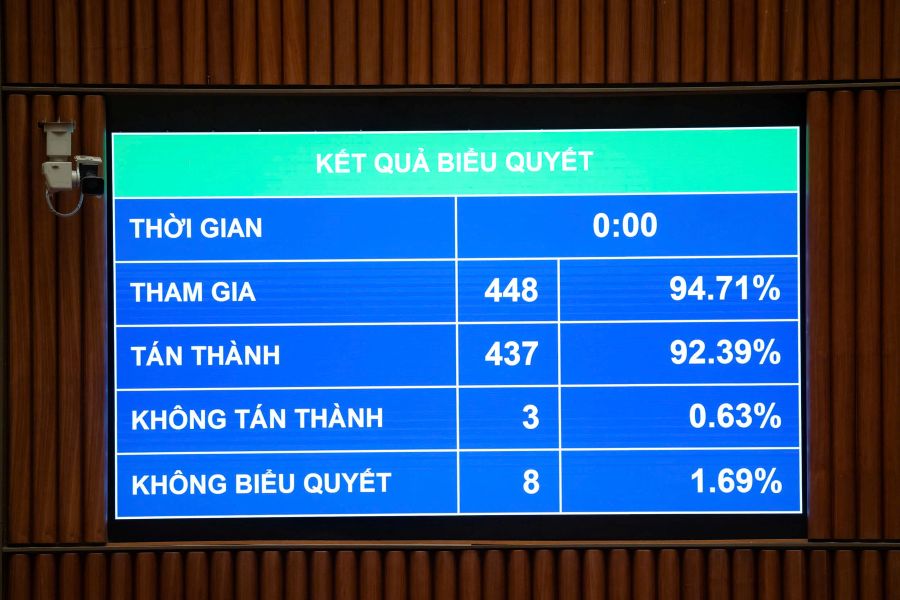 KẾT QUẢ BIỂU QUYẾT
THỜI GIAN 0:00
THAM GIA 448 94.71%
TÁN THÀNH 437 92.39%
KHÔNG TÁN THÀNH 3 0.63%
KHÔNG BIỂU QUYẾT 8 1.69%